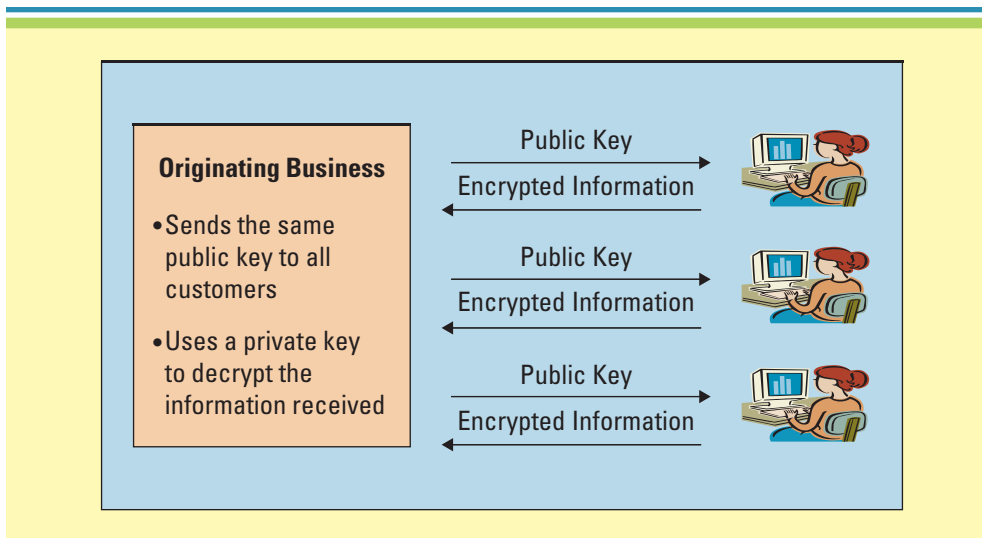 Originating Business
•Sends the same
public key to all
customers
•Uses a private key
to decrypt the
information received
Public Key
Encrypted Information
Public Key
Encrypted Information
Public Key
Encrypted Information